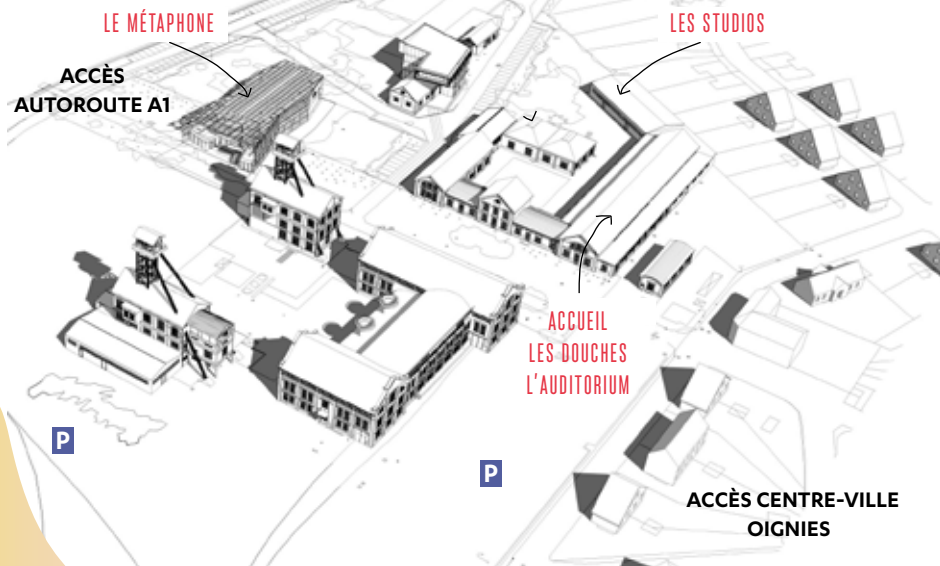 LE MÉTAPHONE
LES STUDIOS
ACCÈS
AUTOROUTE A1
ACCUEIL
LES DOUCHES
L'AUDITORIUM
P
P
ACCÈS CENTRE-VILLE
OIGNIES